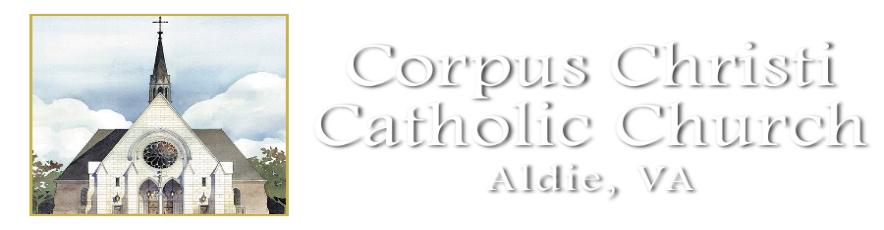 Corpus Christi
Catholic Church
Aldie, VA